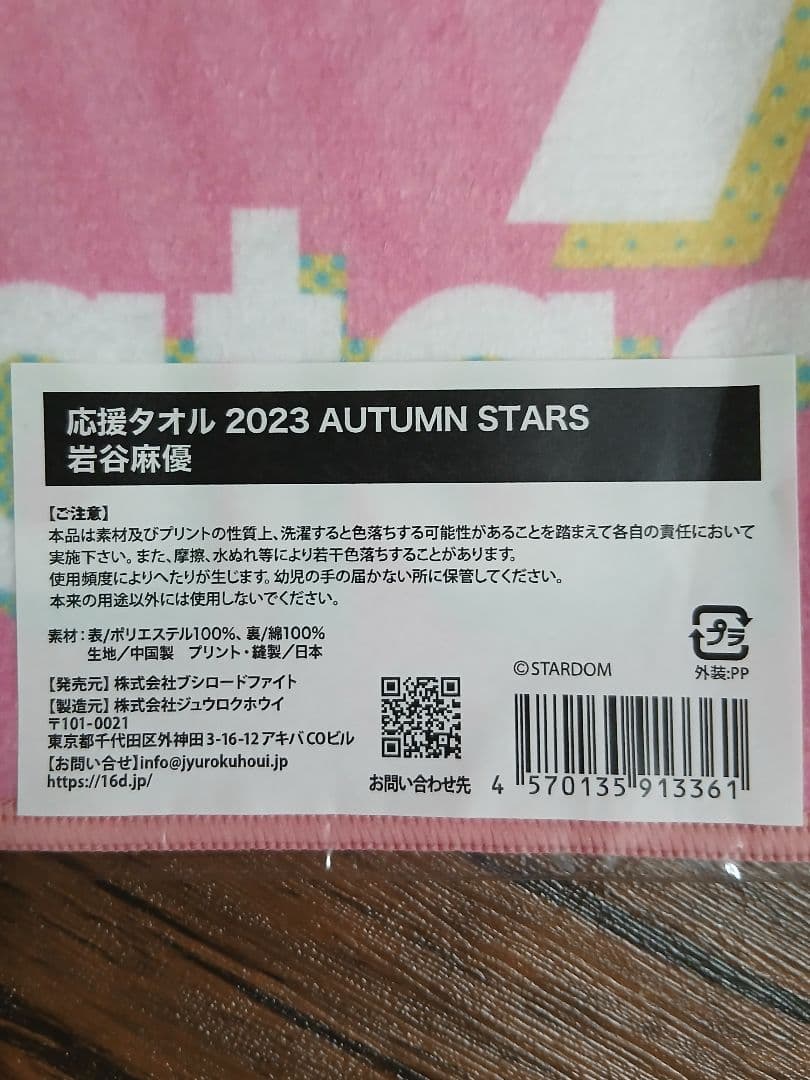 応援タオル 2023 AUTUMN STARS
岩谷麻優
【ご注意】
本品は素材及びプリントの性質上、洗濯すると色落ちする可能性があることを踏まえて各自の責任において
実施下さい。また、摩擦、水ぬれ等により若干色落ちすることがあります。
使用頻度によりへたりが生じます。幼児の手の届かない所に保管してください。
本来の用途以外には使用しないでください。
素材：表/ポリエステル100%、裏/綿100%
生地／中国製　プリント・縫製／日本
【発売元】株式会社ブシロードファイト
【製造元】株式会社ジュウロクホウイ
〒101-0021
東京都千代田区外神田3-16-12アキバCOビル
【お問い合せ】info@jyurokuhoui.jp
https://16d.jp/
お問い合わせ先
©STARDOM
プラ
外装:PP
4 570135 913361